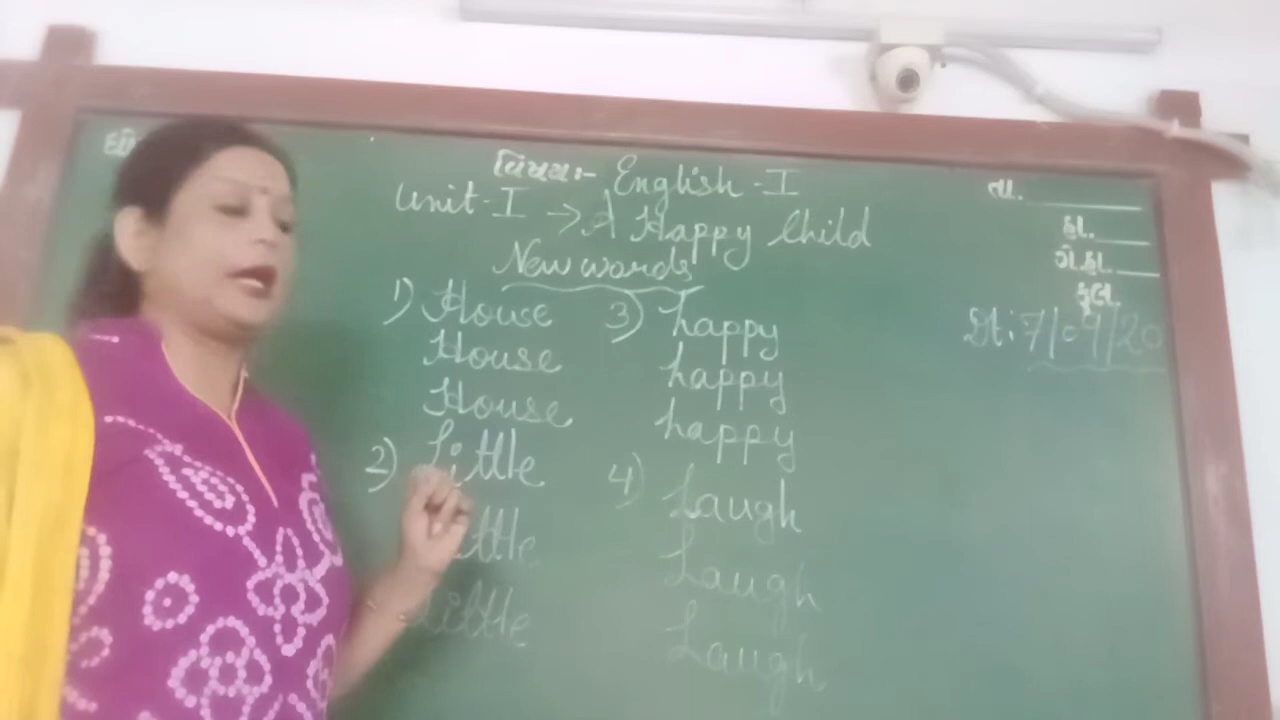 વિષયઃ- English - I
તા.
Unit - I → A Happy Child
હા.
New words
ગે.હા.
કુલ.
Dt: 7/09/20
1) House
House
House
2) Little
Little
Little
3) happy
happy
happy
4) Laugh
Laugh
Laugh